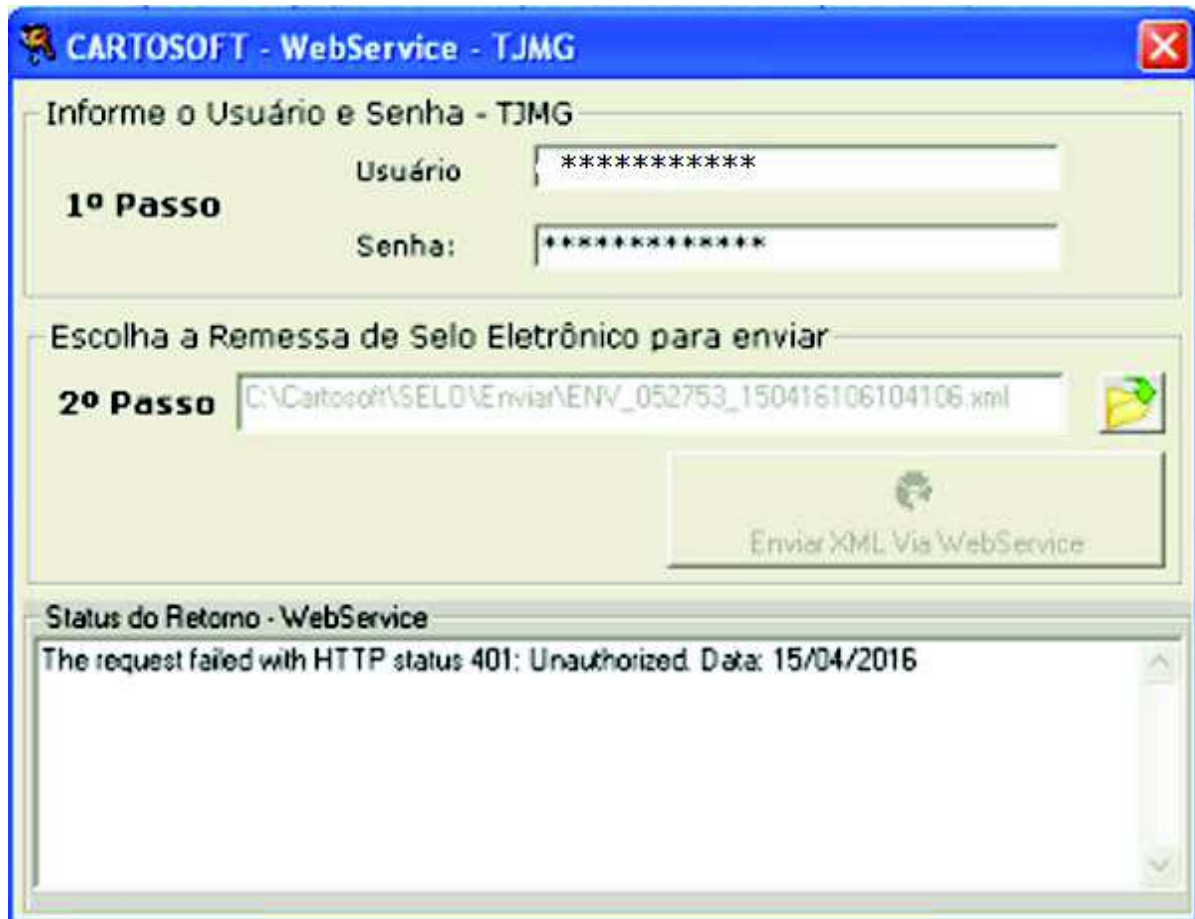 CARTOSOFT - WebService - TJMG
Informe o Usuário e Senha - TJMG
Usuário ***********
1º Passo
Senha: *************
Escolha a Remessa de Selo Eletrônico para enviar
2º Passo C:\Cartosoft\SELO\Enviar\ENV_052753_150416106104106.xml
Enviar XML Via WebService
Status do Retorno - WebService
The request failed with HTTP status 401: Unauthorized. Data: 15/04/2016